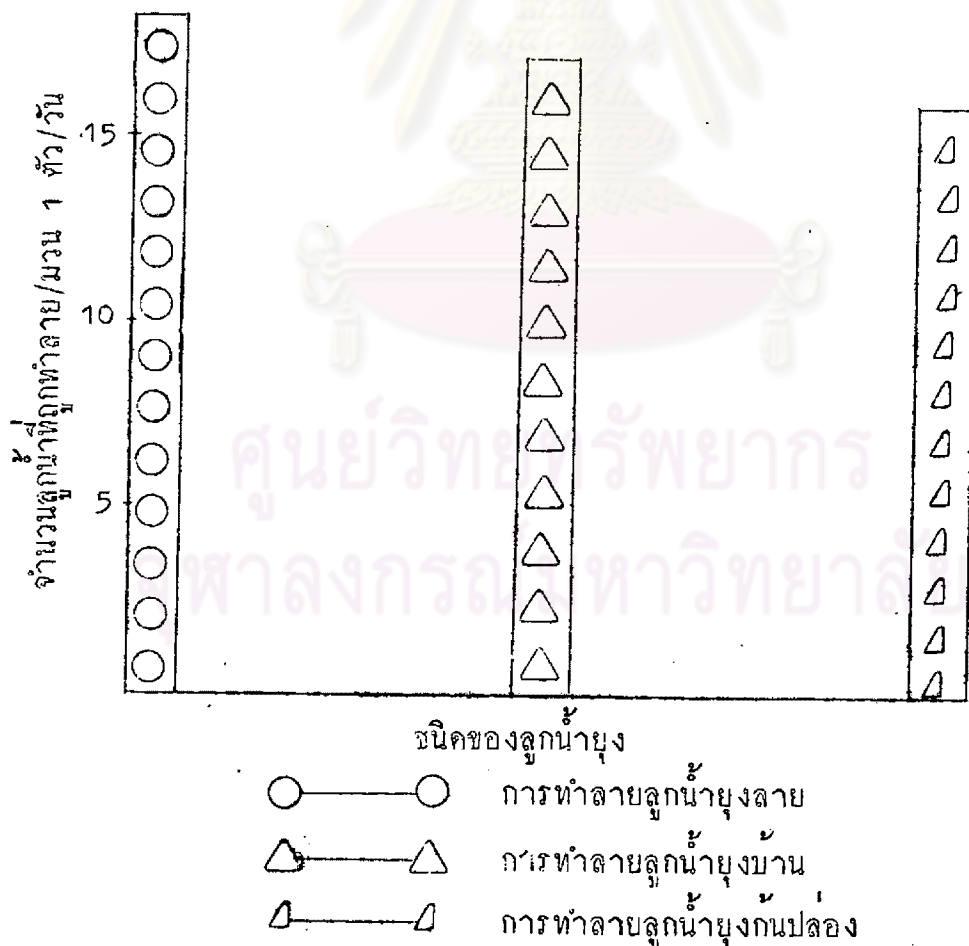 จำนวนลูกน้ำที่ถูกทำลาย/มวน 1 ตัว/วัน
15
10
5
ศูนย์วิทยทรัพยากร
จุฬาลงกรณ์มหาวิทยาลัย
ชนิดของลูกน้ำยุง
การทำลายลูกน้ำยุงลาย
การทำลายลูกน้ำยุงบ้าน
การทำลายลูกน้ำยุงก้นปล่อง